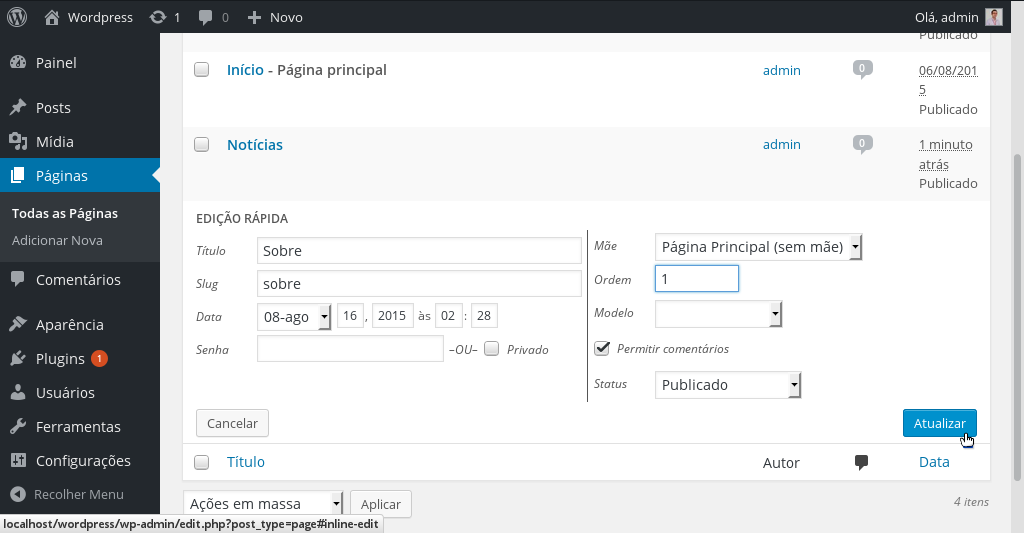 Wordpress 1 0 Novo Olá, admin
Painel
Posts
Mídia
Páginas
Todas as Páginas
Adicionar Nova
Comentários
Aparência
Plugins 1
Usuários
Ferramentas
Configurações
Recolher Menu
Publicado
Início - Página principal admin 0 06/08/201
5
Publicado
Notícias admin 0 1 minuto
atrás
Publicado
EDIÇÃO RÁPIDA
Título Sobre
Slug sobre
Data 08-ago 16 , 2015 às 02 : 28
Senha –OU– Privado
Mãe Página Principal (sem mãe)
Ordem 1
Modelo
Permitir comentários
Status Publicado
Cancelar Atualizar
Título Autor Data
Ações em massa Aplicar 4 itens
localhost/wordpress/wp-admin/edit.php?post_type=page#inline-edit